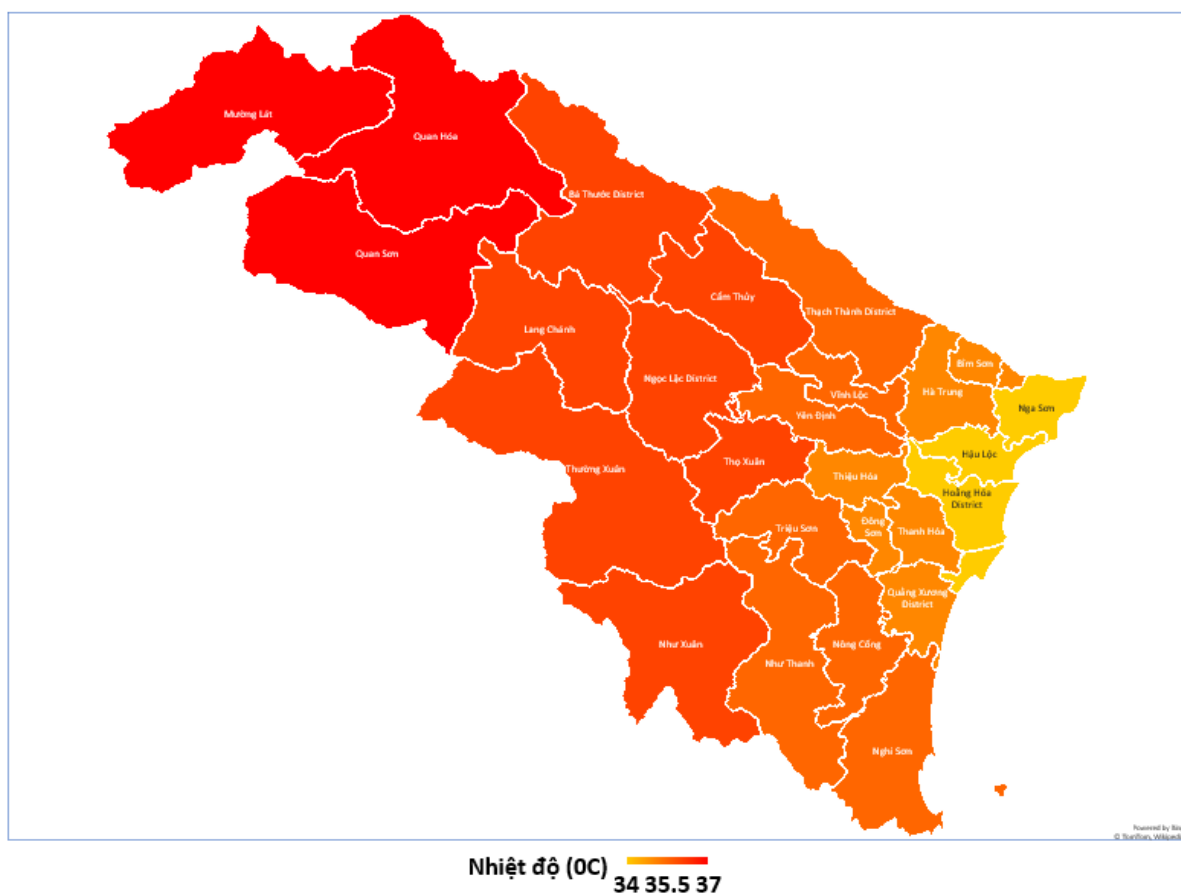 Mường Lát
Quan Hóa
Bá Thước District
Quan Sơn
Cẩm Thủy
Thạch Thành District
Lang Chánh
Bỉm Sơn
Ngọc Lặc District
Hà Trung
Vĩnh Lộc
Nga Sơn
Yên Định
Hậu Lộc
Thọ Xuân
Thường Xuân
Thiệu Hóa
Hoằng Hóa
District
Triệu Sơn
Đông
Sơn
Thanh Hóa
Quảng Xương
District
Như Xuân
Nông Cống
Như Thanh
Nghi Sơn
Powered by
© TomTom,
Nhiệt độ (0C)
34 35.5 37